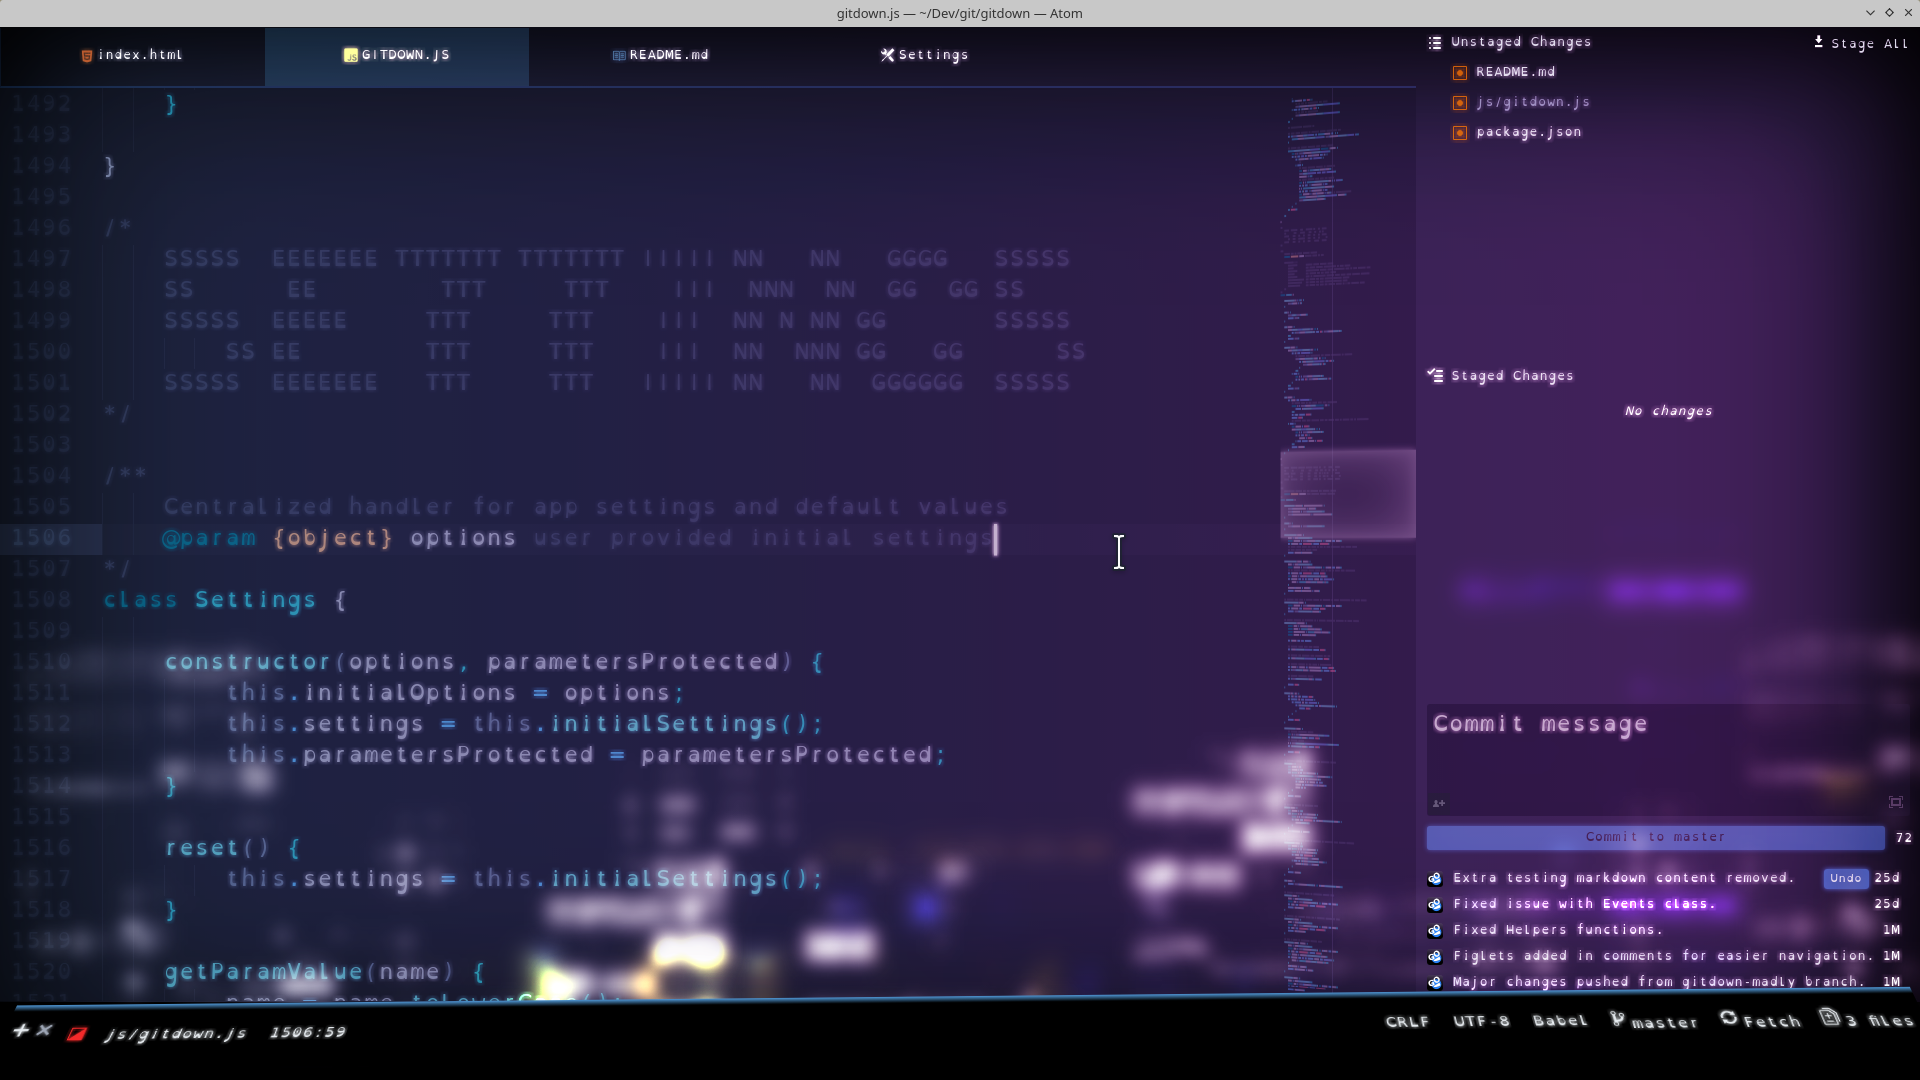 gitdown.js — ~/Dev/git/gitdown — Atom
index.html
GITDOWN.JS
README.md
Settings
1492 }
1493
1494 }
1495
1496 /*
1497 SSSSS EEEEEEE TTTTTTT TTTTTTT IIIII NN   NN   GGGG   SSSSS
1498 SS      EE        TTT     TTT     III  NNN  NN  GG  GG SS
1499 SSSSS  EEEEE     TTT     TTT    III  NN N NN GG       SSSSS
1500     SS EE          TTT     TTT    III  NN  NNN GG   GG      SS
1501 SSSSS  EEEEEEE   TTT     TTT   IIIII NN   NN  GGGGGG  SSSSS
1502 */
1503
1504 /**
1505 Centralized handler for app settings and default values
1506 @param {object} options user provided initial settings
1507 */
1508 class Settings {
1509
1510 constructor(options, parametersProtected) {
1511 this.initialOptions = options;
1512 this.settings = this.initialSettings();
1513 this.parametersProtected = parametersProtected;
1514 }
1515
1516 reset() {
1517 this.settings = this.initialSettings();
1518 }
1519
1520 getParamValue(name) {
1521 name = name.toLowerCase();
Unstaged Changes
Stage All
README.md
js/gitdown.js
package.json
Staged Changes
No changes
Commit message
Commit to master 72
Extra testing markdown content removed. Undo 25d
Fixed issue with Events class. 25d
Fixed Helpers functions. 1M
Figlets added in comments for easier navigation. 1M
Major changes pushed from gitdown-madly branch. 1M
js/gitdown.js 1506:59
CRLF UTF-8 Babel master Fetch 3 files